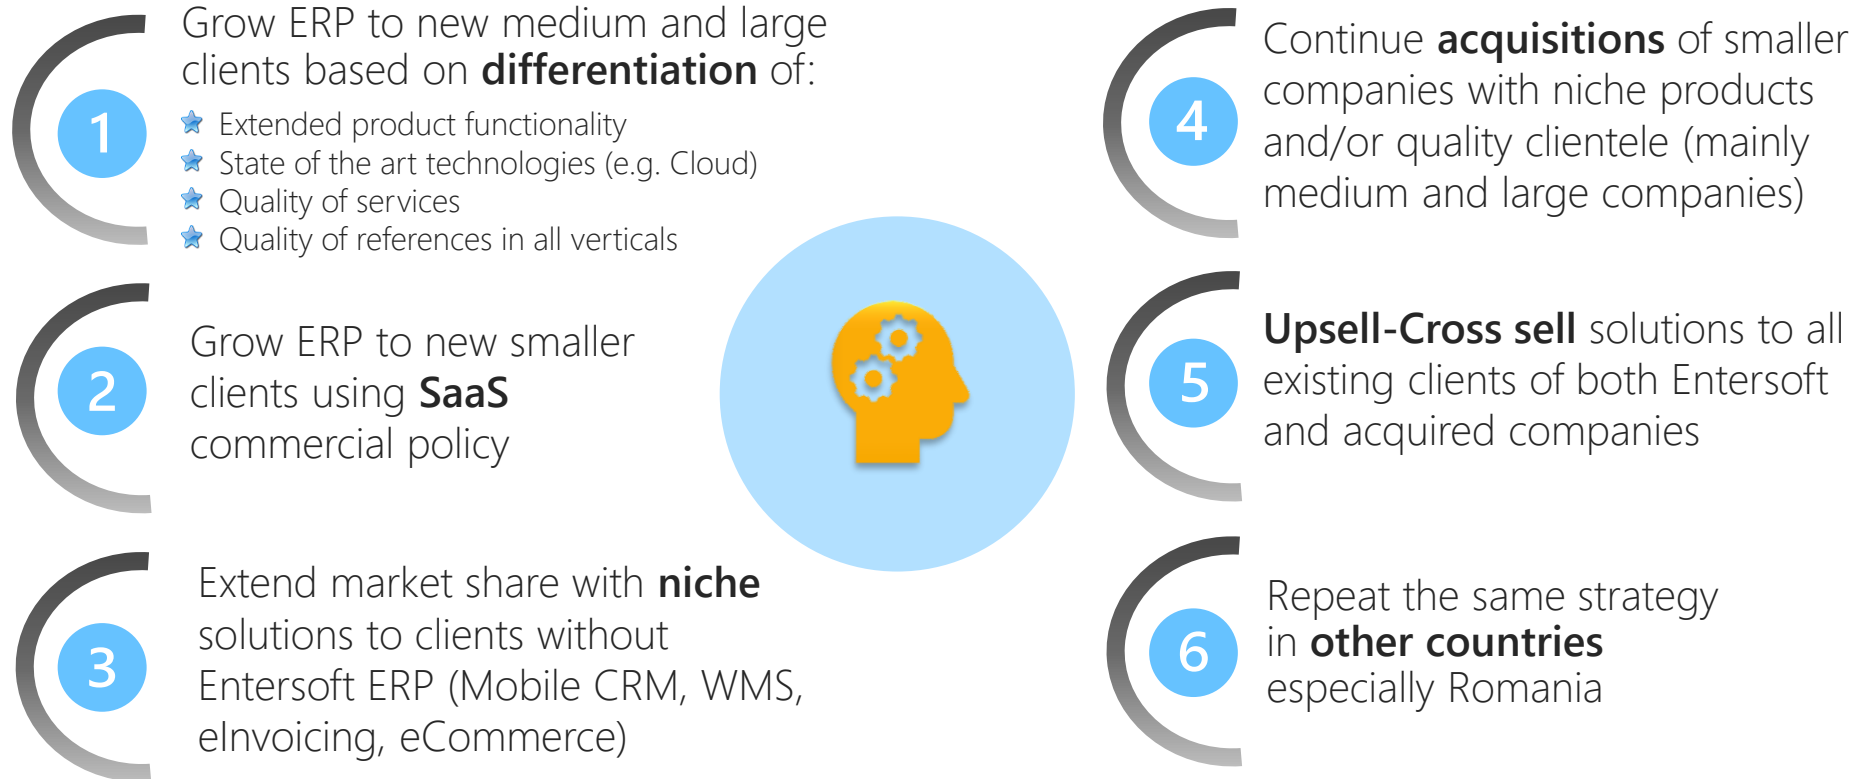 1
Grow ERP to new medium and large
clients based on differentiation of:
Extended product functionality
State of the art technologies (e.g. Cloud)
Quality of services
Quality of references in all verticals
2
Grow ERP to new smaller
clients using SaaS
commercial policy
3
Extend market share with niche
solutions to clients without
Entersoft ERP (Mobile CRM, WMS,
eInvoicing, eCommerce)
4
Continue acquisitions of smaller
companies with niche products
and/or quality clientele (mainly
medium and large companies)
5
Upsell-Cross sell solutions to all
existing clients of both Entersoft
and acquired companies
6
Repeat the same strategy
in other countries
especially Romania